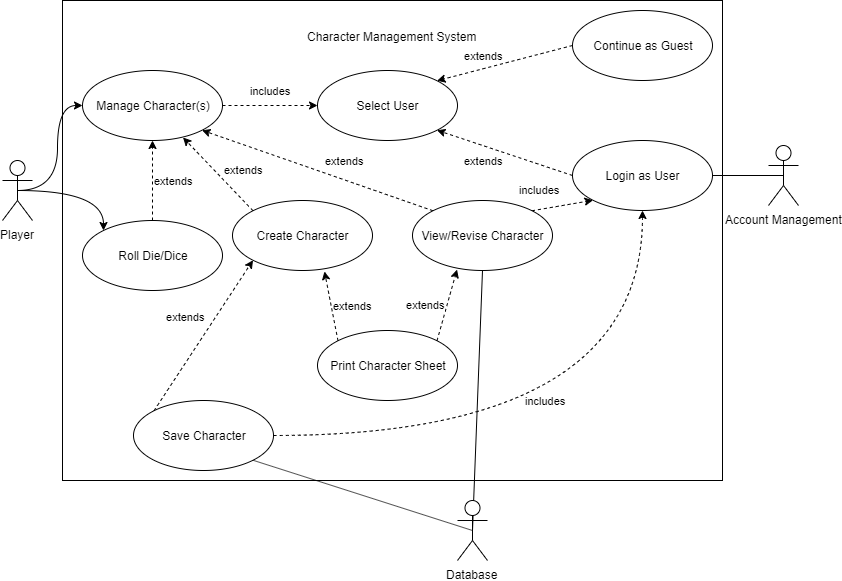 Character Management System
Continue as Guest
extends
includes
Manage Character(s)
Select User
extends
extends
extends
extends
includes
Login as User
Account Management
Player
Roll Die/Dice
Create Character
View/Revise Character
extends
extends
extends
Print Character Sheet
includes
Save Character
Database